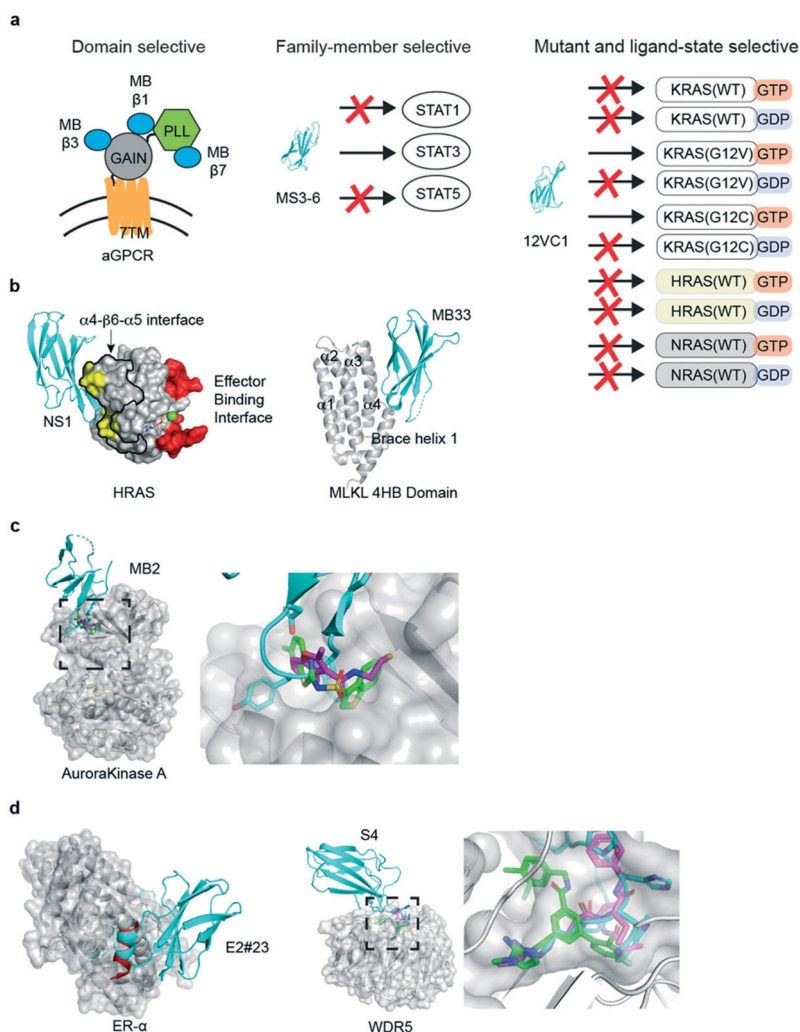 a
Domain selective
Family-member selective
Mutant and ligand-state selective
MB
β1
MB
β3
PLL
GAIN
MB
β7
7TM
aGPCR
MS3-6
STAT1
STAT3
STAT5
12VC1
KRAS(WT) GTP
KRAS(WT) GDP
KRAS(G12V) GTP
KRAS(G12V) GDP
KRAS(G12C) GTP
KRAS(G12C) GDP
HRAS(WT) GTP
HRAS(WT) GDP
NRAS(WT) GTP
NRAS(WT) GDP
b
α4-β6-α5 interface
NS1
Effector
Binding
Interface
HRAS
MB33
α2
α3
α1
α4
Brace helix 1
MLKL 4HB Domain
c
MB2
AuroraKinase A
d
E2#23
ER-α
S4
WDR5